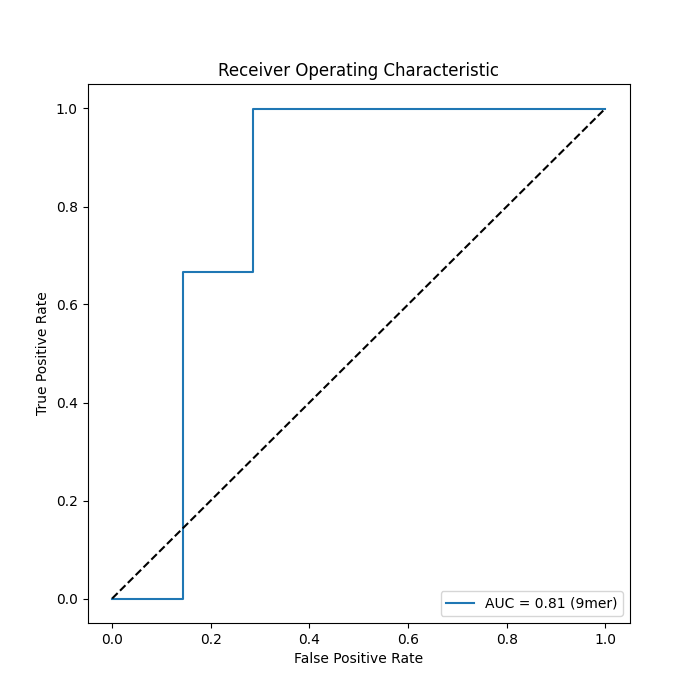 Receiver Operating Characteristic
1.0
0.8
0.6
0.4
0.2
0.0
True Positive Rate
AUC = 0.81 (9mer)
0.0 0.2 0.4 0.6 0.8 1.0
False Positive Rate